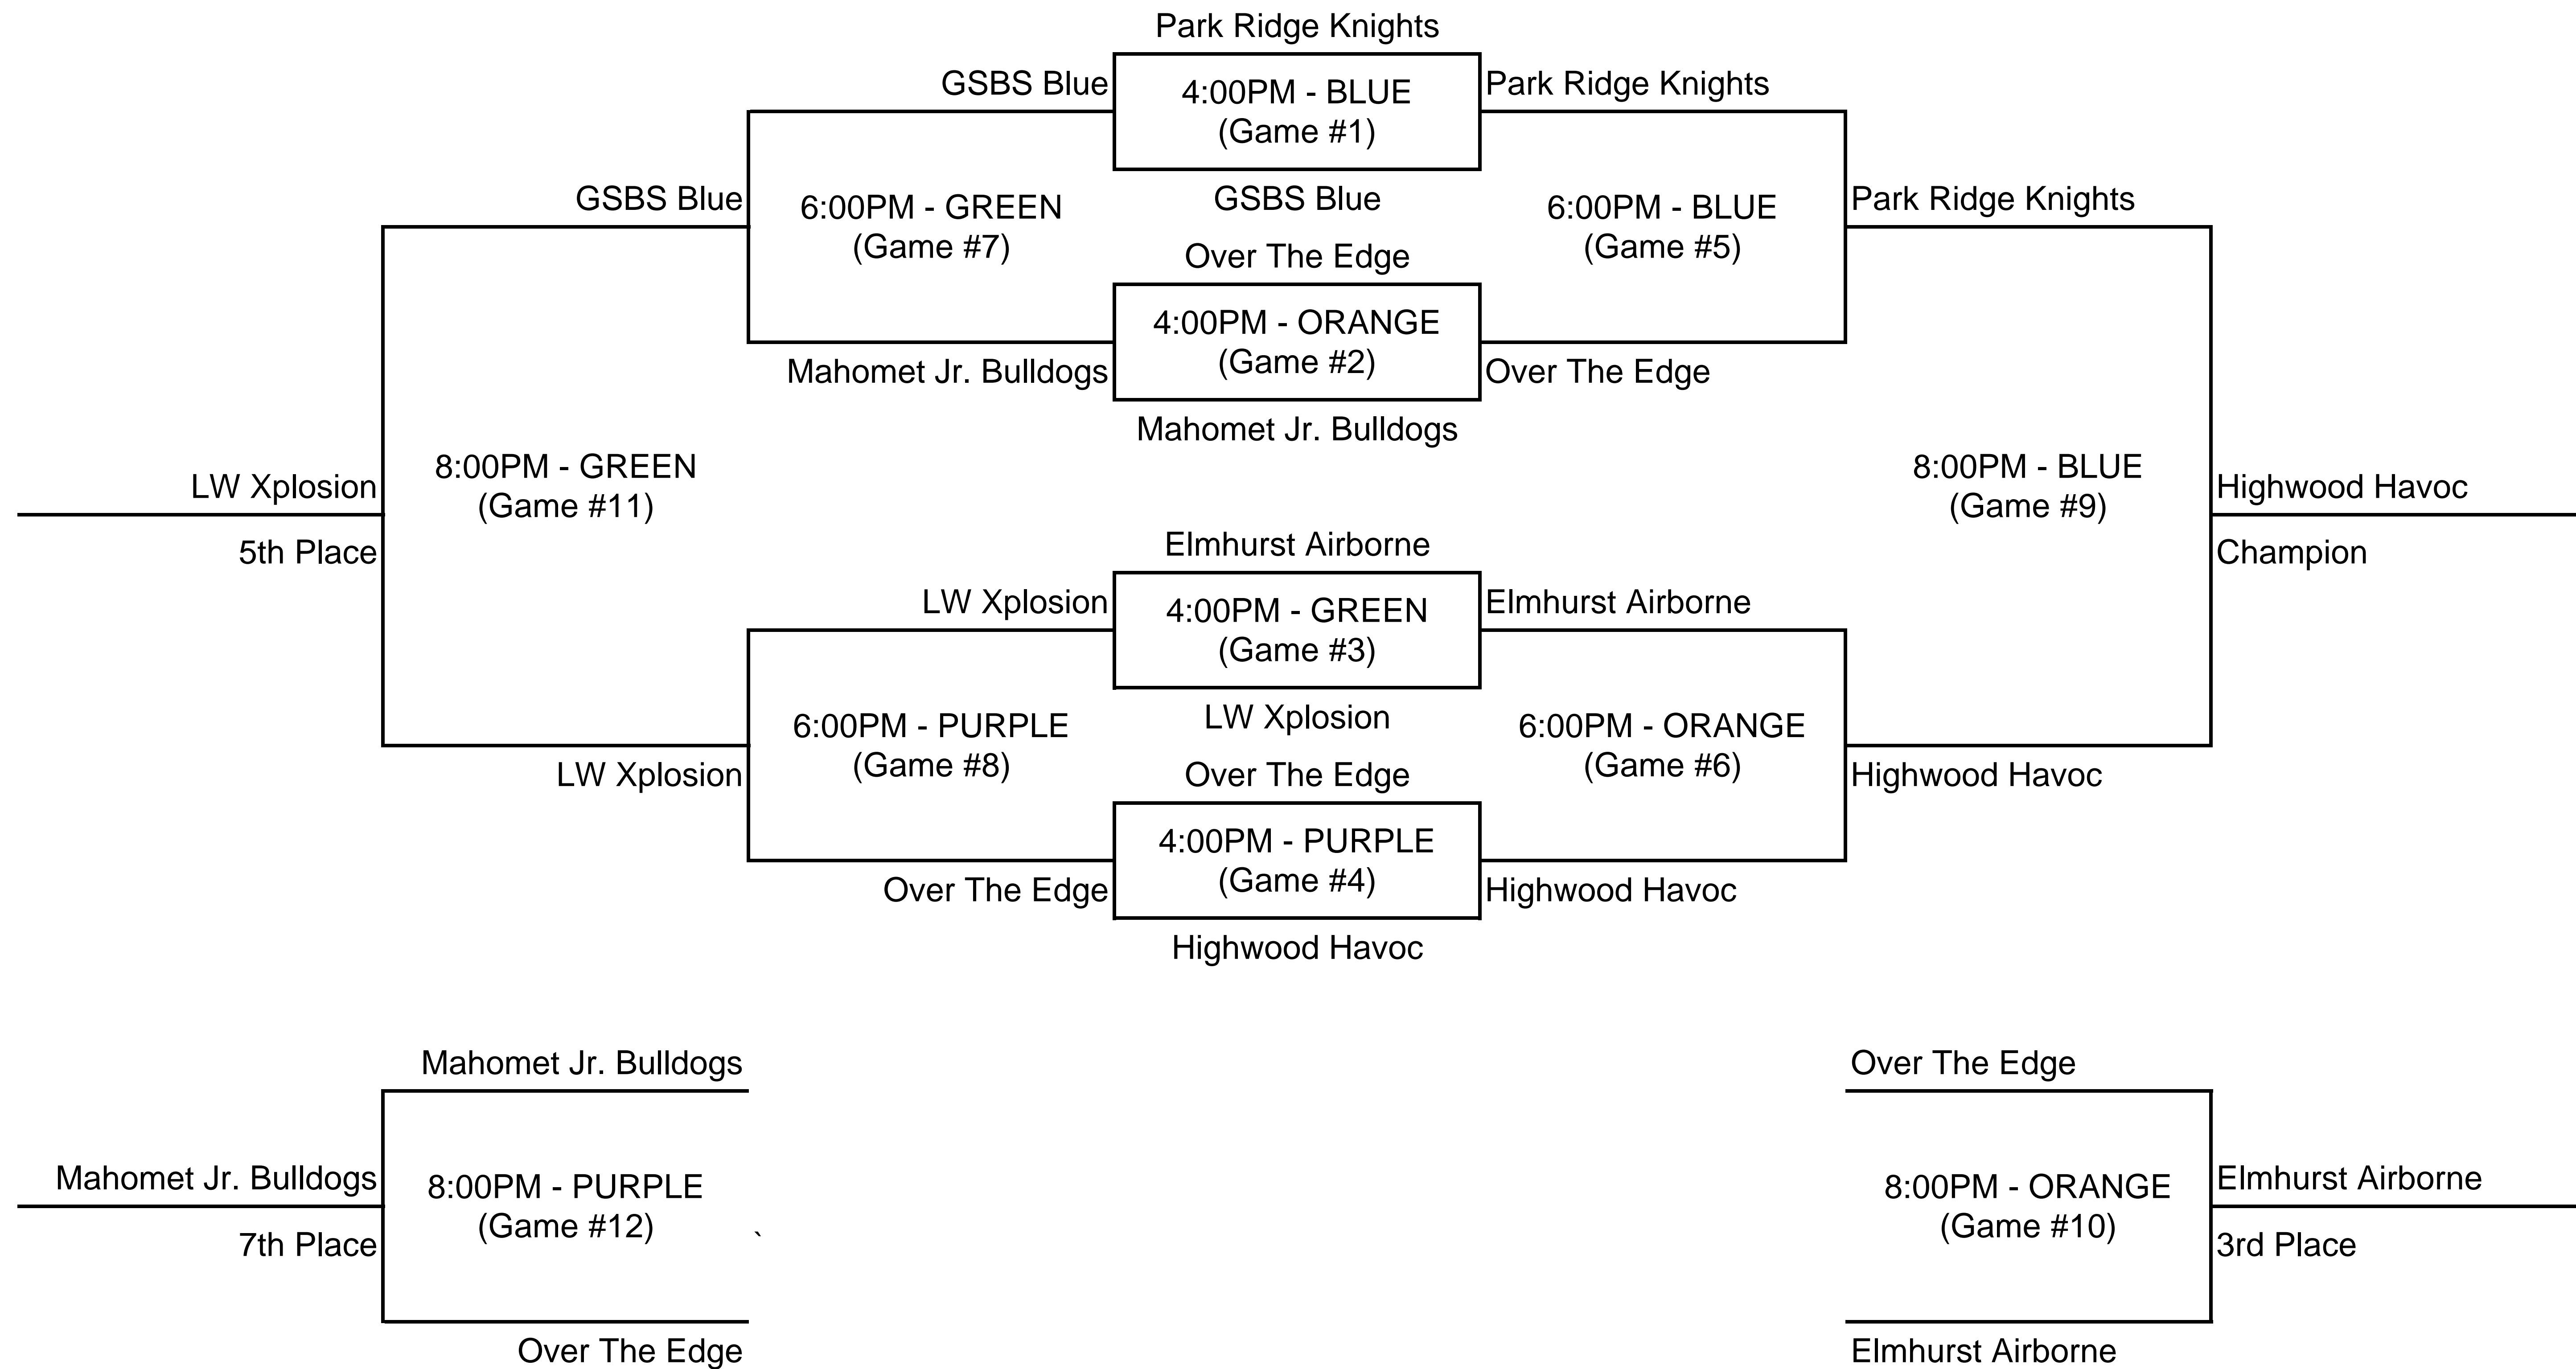 Park Ridge Knights
GSBS Blue
4:00PM - BLUE
(Game #1)
Park Ridge Knights
GSBS Blue
6:00PM - GREEN
(Game #7)
GSBS Blue
6:00PM - BLUE
(Game #5)
Park Ridge Knights
Over The Edge
4:00PM - ORANGE
(Game #2)
Mahomet Jr. Bulldogs
Over The Edge
Mahomet Jr. Bulldogs
LW Xplosion
5th Place
8:00PM - GREEN
(Game #11)
8:00PM - BLUE
(Game #9)
Highwood Havoc
Champion
Elmhurst Airborne
LW Xplosion
4:00PM - GREEN
(Game #3)
Elmhurst Airborne
LW Xplosion
6:00PM - PURPLE
(Game #8)
LW Xplosion
6:00PM - ORANGE
(Game #6)
Highwood Havoc
Over The Edge
4:00PM - PURPLE
(Game #4)
Over The Edge
Highwood Havoc
Highwood Havoc
Mahomet Jr. Bulldogs
Mahomet Jr. Bulldogs
7th Place
8:00PM - PURPLE
(Game #12)
`
Over The Edge
Over The Edge
8:00PM - ORANGE
(Game #10)
Elmhurst Airborne
3rd Place
Elmhurst Airborne